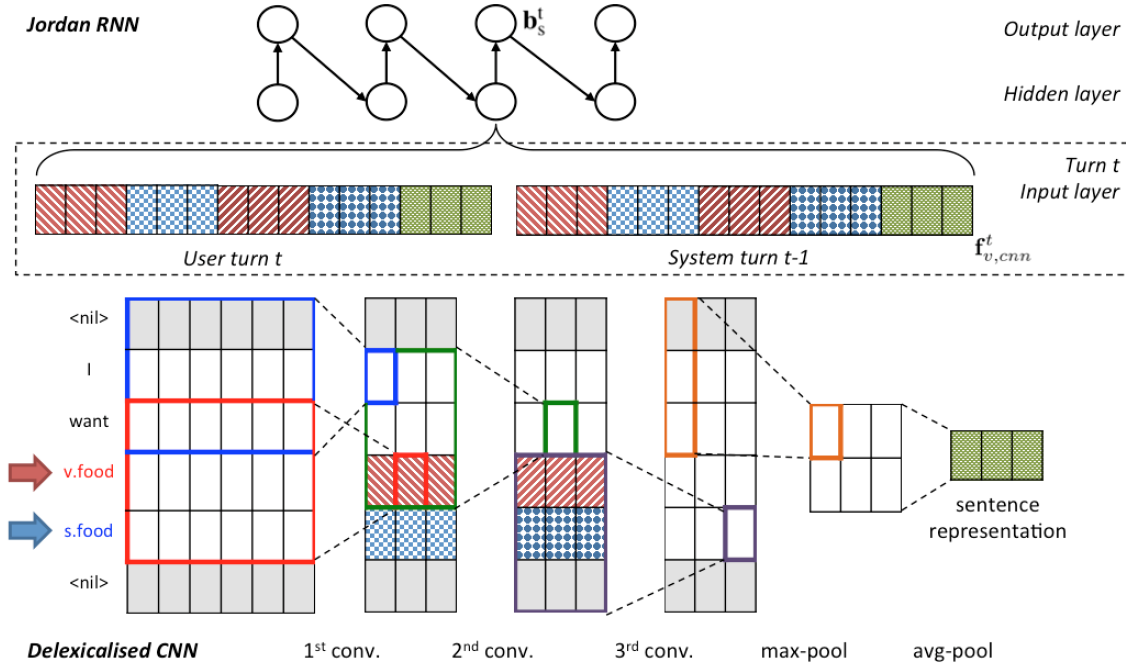 Jordan RNN
b_s^t
Output layer
Hidden layer
Turn t
Input layer
User turn t
System turn t-1
f_{v,cnn}^t
<nil>
I
want
v.food
s.food
<nil>
sentence
representation
Delexicalised CNN
1st conv.
2nd conv.
3rd conv.
max-pool
avg-pool